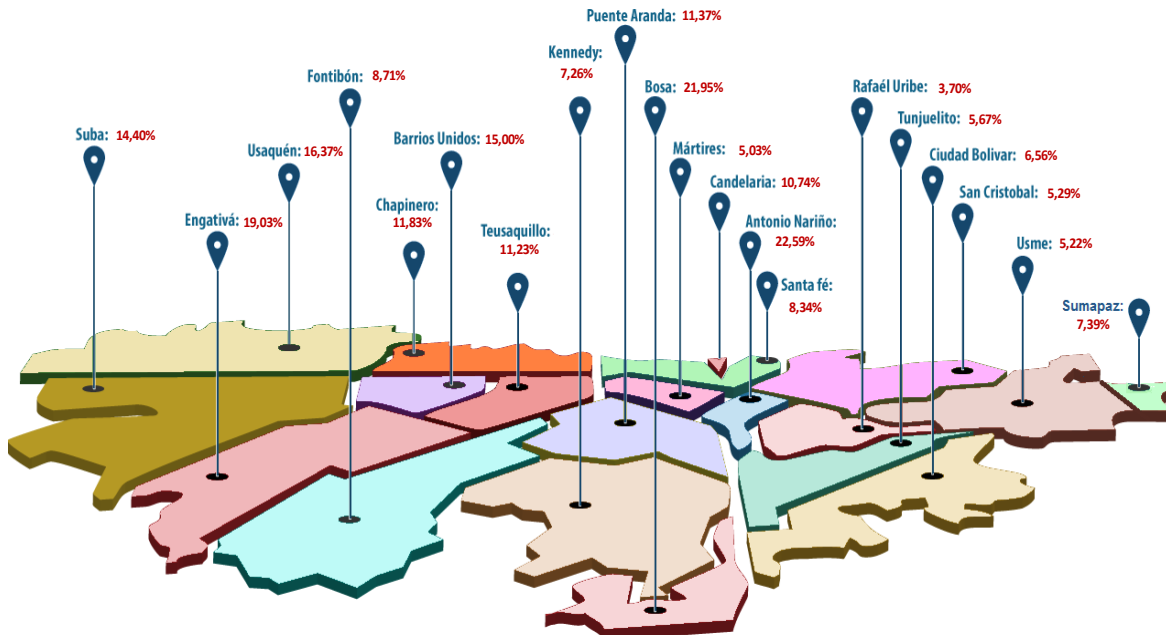 Puente Aranda: 11,37%
Kennedy:
7,26%
Fontibón: 8,71%
Bosa: 21,95%
Rafaél Uribe: 3,70%
Tunjuelito: 5,67%
Suba: 14,40%
Usaquén: 16,37%
Barrios Unidos: 15,00%
Mártires:
5,03%
Ciudad Bolivar: 6,56%
Candelaria: 10,74%
San Cristobal: 5,29%
Chapinero:
11,83%
Engativá: 19,03%
Teusaquillo:
11,23%
Antonio Nariño:
22,59%
Usme: 5,22%
Santa fé:
8,34%
Sumapaz:
7,39%